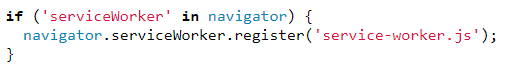 if ('serviceWorker' in navigator) {
  navigator.serviceWorker.register('service-worker.js');
}